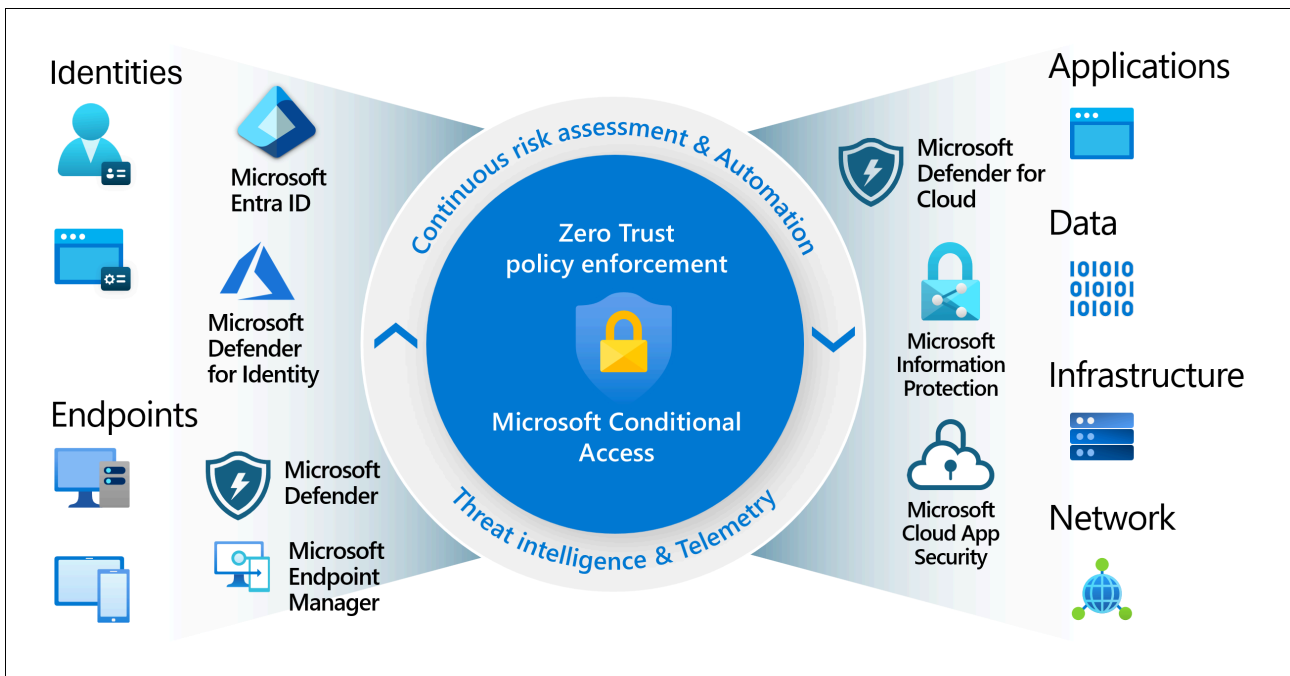 Identities
Microsoft
Entra ID
Microsoft
Defender
for Identity
Endpoints
Microsoft
Defender
Microsoft
Endpoint
Manager
Continuous risk assessment & Automation
Zero Trust
policy enforcement
Microsoft Conditional
Access
Threat intelligence & Telemetry
Microsoft
Defender for
Cloud
Microsoft
Information
Protection
Microsoft
Cloud App
Security
Applications
Data
101010
010101
101010
Infrastructure
Network